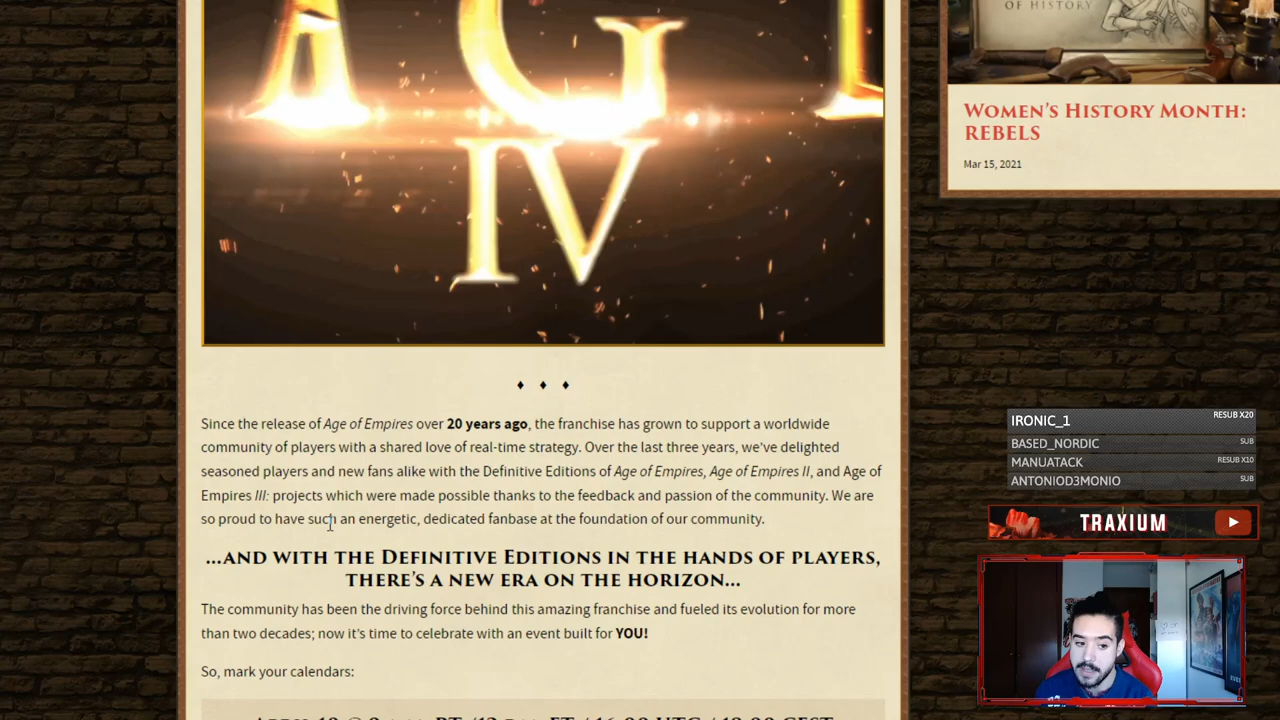 AGE
IV
OF HISTORY
WOMEN'S HISTORY MONTH:
REBELS
Mar 15, 2021
Since the release of Age of Empires over 20 years ago, the franchise has grown to support a worldwide
community of players with a shared love of real-time strategy. Over the last three years, we've delighted
seasoned players and new fans alike with the Definitive Editions of Age of Empires, Age of Empires II, and Age of
Empires III: projects which were made possible thanks to the feedback and passion of the community. We are
so proud to have such an energetic, dedicated fanbase at the foundation of our community.
...AND WITH THE DEFINITIVE EDITIONS IN THE HANDS OF PLAYERS,
THERE'S A NEW ERA ON THE HORIZON...
The community has been the driving force behind this amazing franchise and fueled its evolution for more
than two decades; now it's time to celebrate with an event built for YOU!
So, mark your calendars:
IRONIC_1 RESUB X20
BASED_NORDIC SUB
MANUATACK RESUB X10
ANTONIOD3MONIO SUB
TRAXIUM